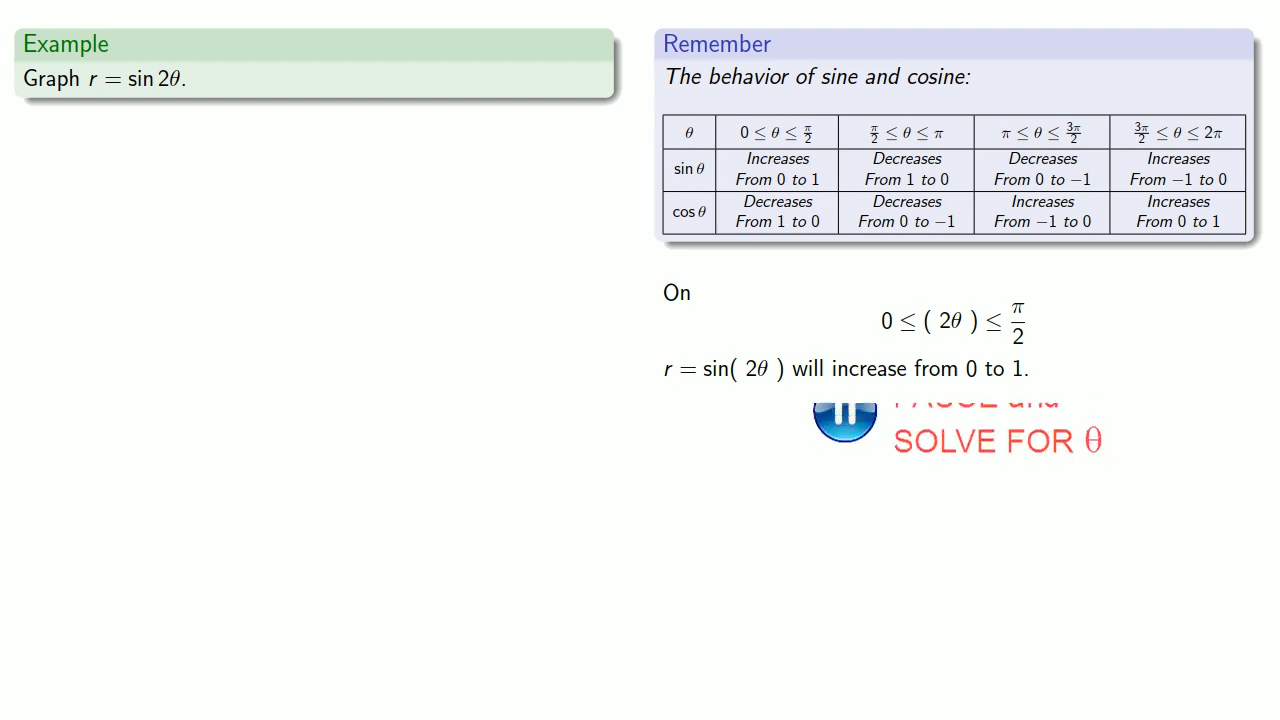 Example
Graph r = sin 2θ.
Remember
The behavior of sine and cosine:
θ 0 ≤ θ ≤ π/2 π/2 ≤ θ ≤ π π ≤ θ ≤ 3π/2 3π/2 ≤ θ ≤ 2π
sin θ Increases Decreases Decreases Increases
From 0 to 1 From 1 to 0 From 0 to −1 From −1 to 0
cos θ Decreases Decreases Increases Increases
From 1 to 0 From 0 to −1 From −1 to 0 From 0 to 1
On
0 ≤ ( 2θ ) ≤ π/2
r = sin( 2θ ) will increase from 0 to 1.
SOLVE FOR θ